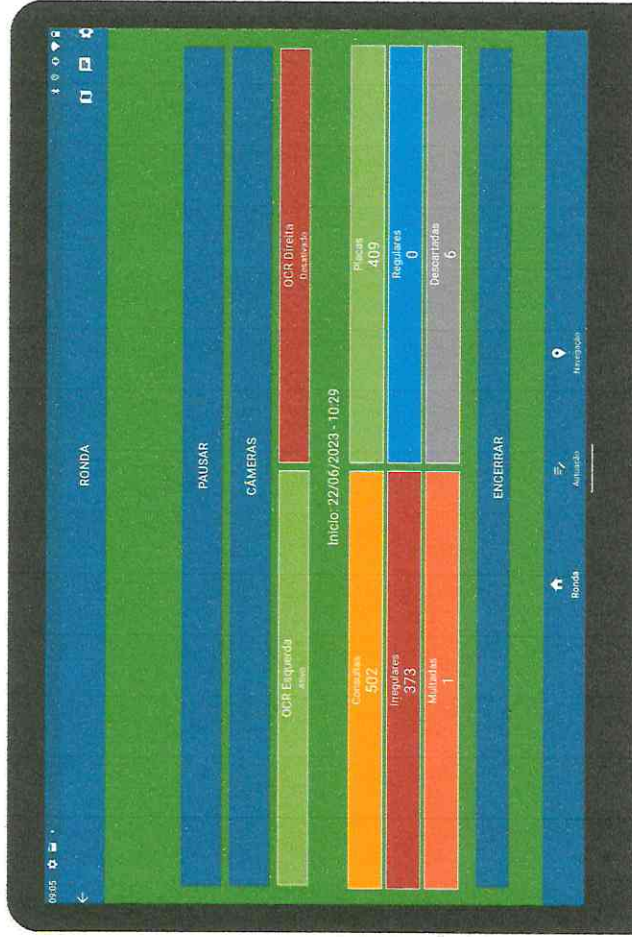 09:05
RONDA
PAUSAR
CÂMERAS
OCR Esquerda
Ativo
OCR Direita
Desativado
Início: 22/06/2023 - 10:29
Consultas
502
Placas
409
Irregulares
373
Regulares
0
Multadas
1
Descartadas
6
ENCERRAR
Ronda
Autuação
Navegação